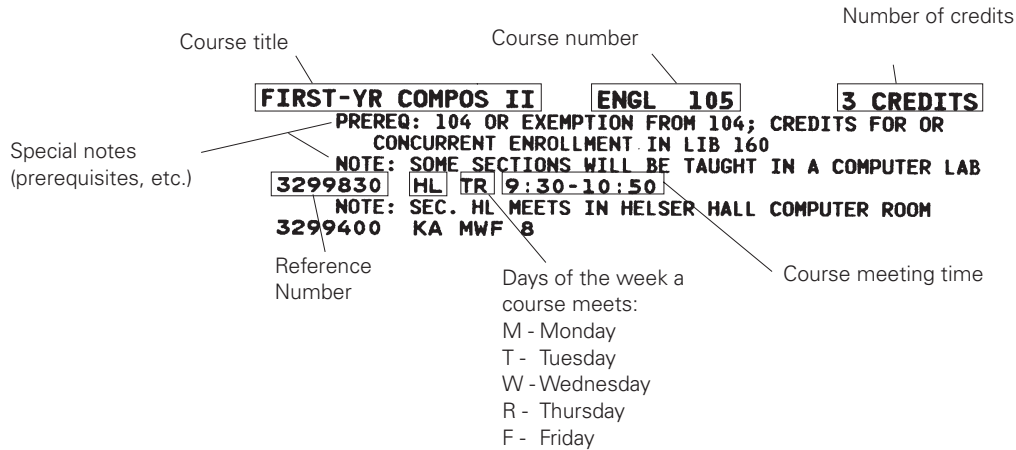 Number of credits
Course title
Course number
FIRST-YR COMPOS II ENGL 105 3 CREDITS
PREREQ: 104 OR EXEMPTION FROM 104; CREDITS FOR OR
CONCURRENT ENROLLMENT IN LIB 160
Special notes
(prerequisites, etc.)
NOTE: SOME SECTIONS WILL BE TAUGHT IN A COMPUTER LAB
3299830 HL TR 9:30-10:50
NOTE: SEC. HL MEETS IN HELSER HALL COMPUTER ROOM
3299400 KA MWF 8
Reference
Number
Days of the week a
course meets:
M - Monday
T - Tuesday
W - Wednesday
R - Thursday
F - Friday
Course meeting time